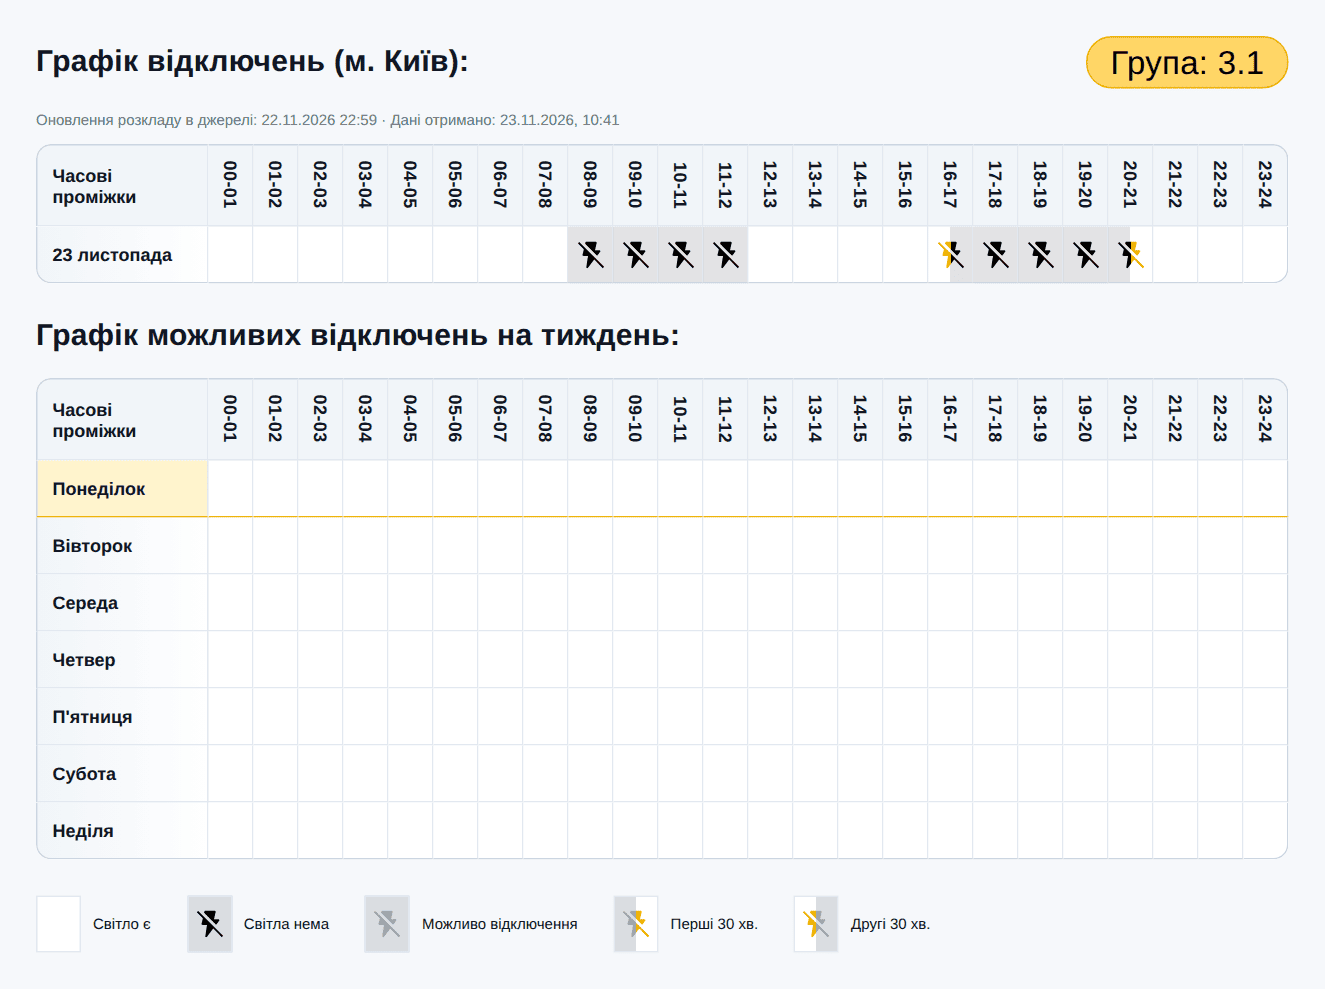 Графік відключень (м. Київ):
Група: 3.1
Оновлення розкладу в джерелі: 22.11.2026 22:59 · Дані отримано: 23.11.2026, 10:41
Часові проміжки 00-01 01-02 02-03 03-04 04-05 05-06 06-07 07-08 08-09 09-10 10-11 11-12 12-13 13-14 14-15 15-16 16-17 17-18 18-19 19-20 20-21 21-22 22-23 23-24
23 листопада
Графік можливих відключень на тиждень:
Часові проміжки 00-01 01-02 02-03 03-04 04-05 05-06 06-07 07-08 08-09 09-10 10-11 11-12 12-13 13-14 14-15 15-16 16-17 17-18 18-19 19-20 20-21 21-22 22-23 23-24
Понеділок
Вівторок
Середа
Четвер
П'ятниця
Субота
Неділя
Світло є Світла нема Можливо відключення Перші 30 хв. Другі 30 хв.